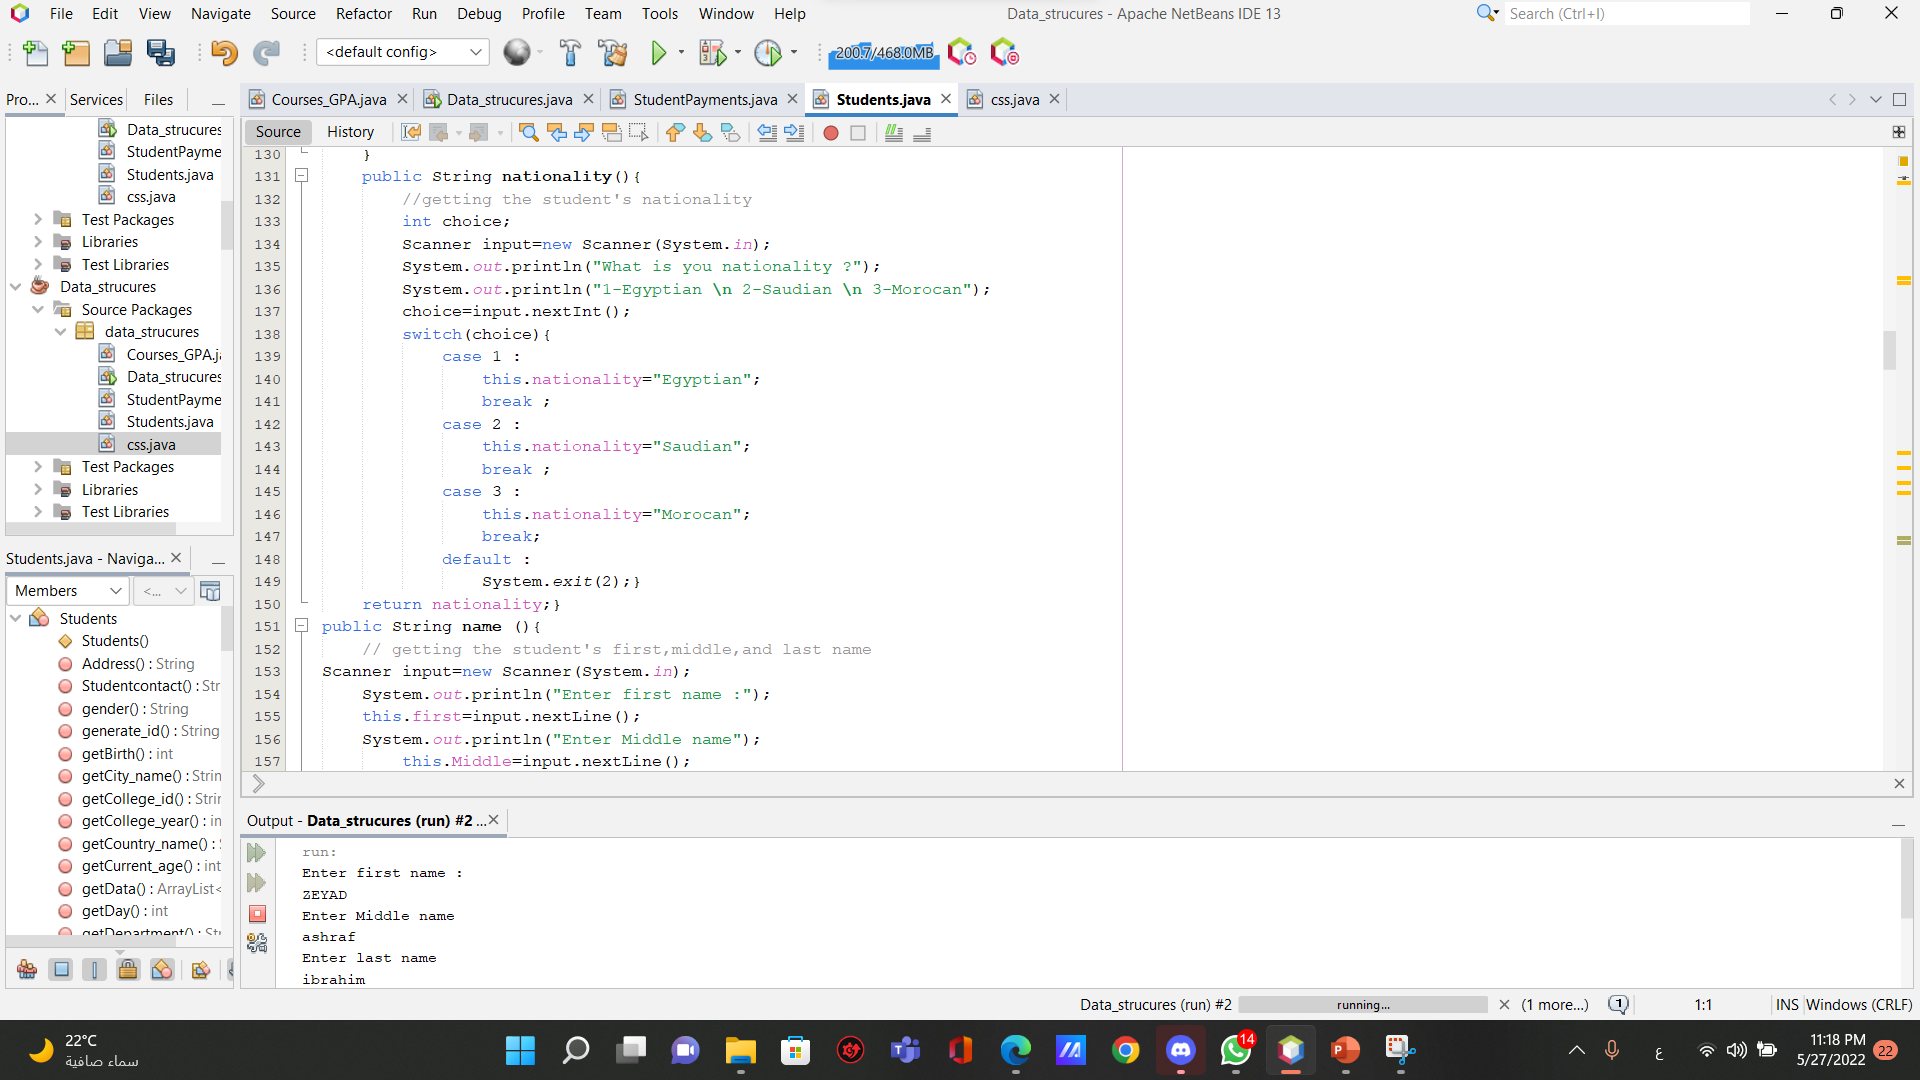 File Edit View Navigate Source Refactor Run Debug Profile Team Tools Window Help
Data_strucures - Apache NetBeans IDE 13
Search (Ctrl+I)
<default config>
200.7/468.0MB
Pro... Services Files
Courses_GPA.java Data_strucures.java StudentPayments.java Students.java css.java
Source History
Data_strucures
StudentPayme
Students.java
css.java
Test Packages
Libraries
Test Libraries
Data_strucures
Source Packages
data_strucures
Courses_GPA.ja
Data_strucures
StudentPayme
Students.java
css.java
Test Packages
Libraries
Test Libraries
130 }
131 public String nationality(){
132 //getting the student's nationality
133 int choice;
134 Scanner input=new Scanner(System.in);
135 System.out.println("What is you nationality ?");
136 System.out.println("1-Egyptian \n 2-Saudian \n 3-Morocan");
137 choice=input.nextInt();
138 switch(choice){
139 case 1 :
140 this.nationality="Egyptian";
141 break ;
142 case 2 :
143 this.nationality="Saudian";
144 break ;
145 case 3 :
146 this.nationality="Morocan";
147 break;
148 default :
149 System.exit(2);}
150 return nationality;}
151 public String name (){
152 // getting the student's first,middle,and last name
153 Scanner input=new Scanner(System.in);
154 System.out.println("Enter first name :");
155 this.first=input.nextLine();
156 System.out.println("Enter Middle name");
157 this.Middle=input.nextLine();
Students.java - Naviga...
Members <...
Students
Students()
Address() : String
Studentcontact() : Str
gender() : String
generate_id() : String
getBirth() : int
getCity_name() : Strin
getCollege_id() : Strin
getCollege_year() : in
getCountry_name() : S
getCurrent_age() : int
getData() : ArrayList<
getDay() : int
getDepartment() : Str
Output - Data_strucures (run) #2 ...
run:
Enter first name :
ZEYAD
Enter Middle name
ashraf
Enter last name
ibrahim
Data_strucures (run) #2 running... (1 more...) 1 1:1 INS Windows (CRLF)
22°C
سماء صافية
14
ع
11:18 PM
5/27/2022
22